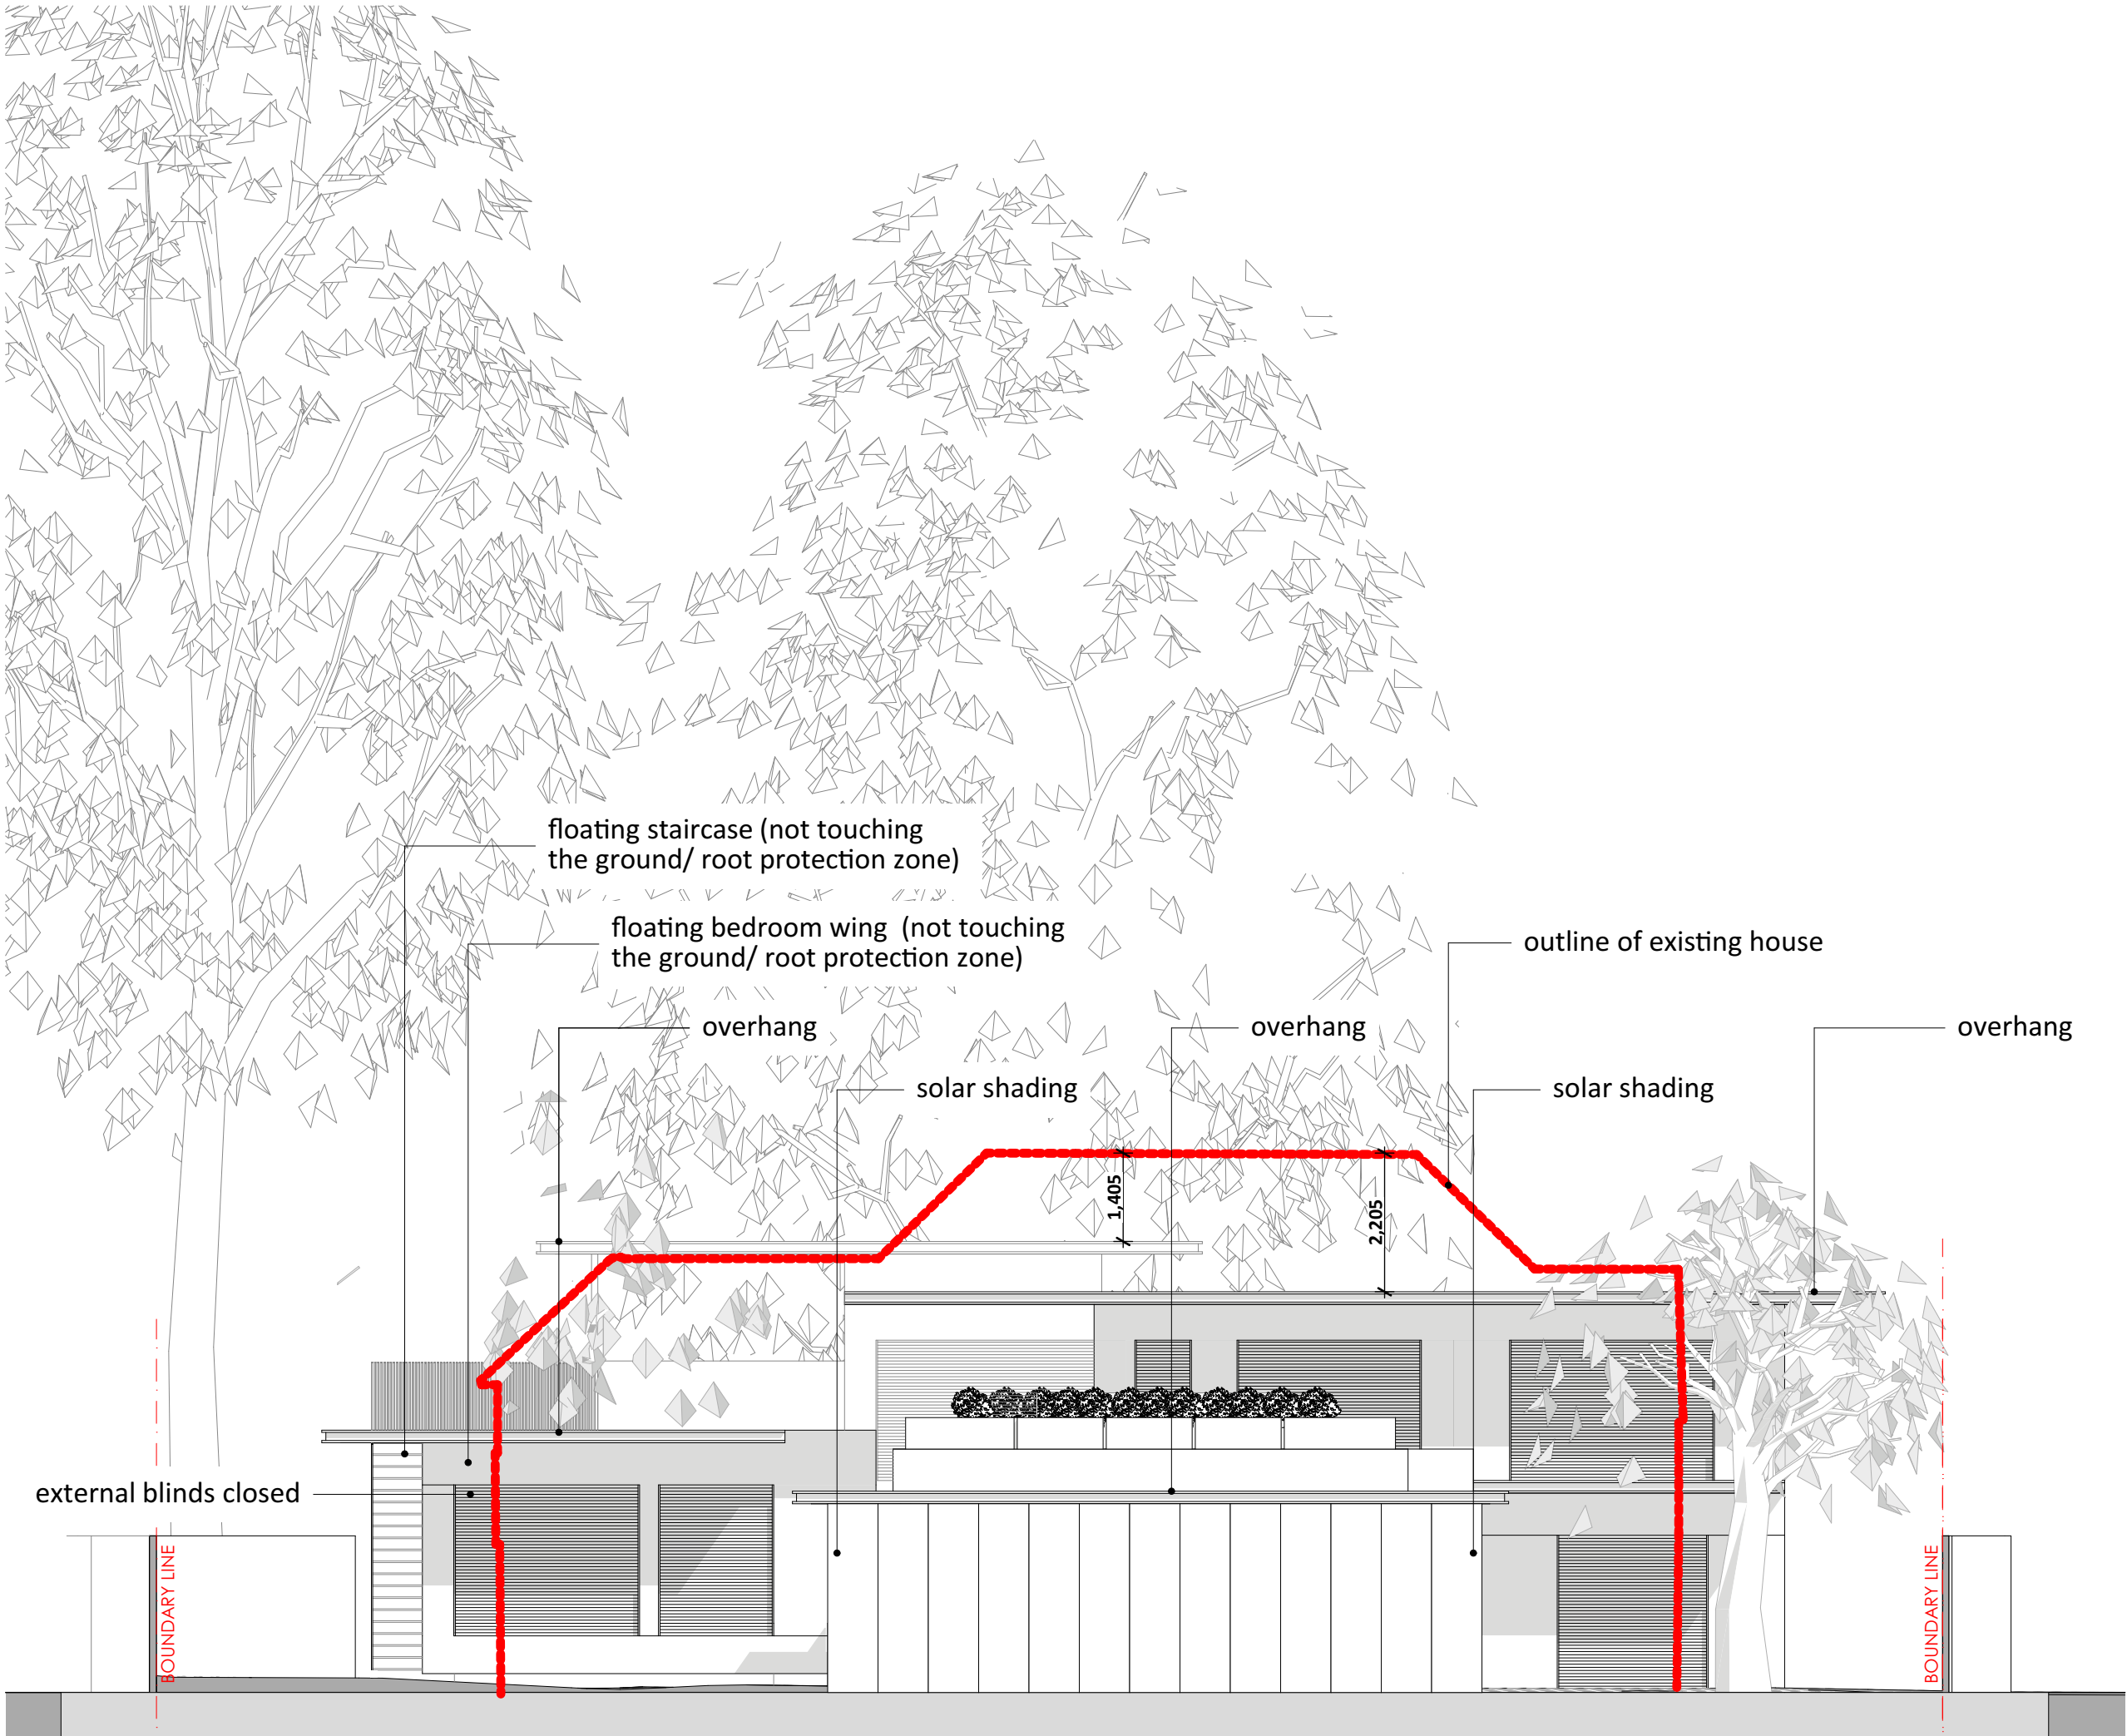 floating staircase (not touching
the ground/ root protection zone)
floating bedroom wing (not touching
the ground/ root protection zone)
outline of existing house
overhang
overhang
overhang
solar shading
solar shading
1,405
2,205
external blinds closed
BOUNDARY LINE
BOUNDARY LINE